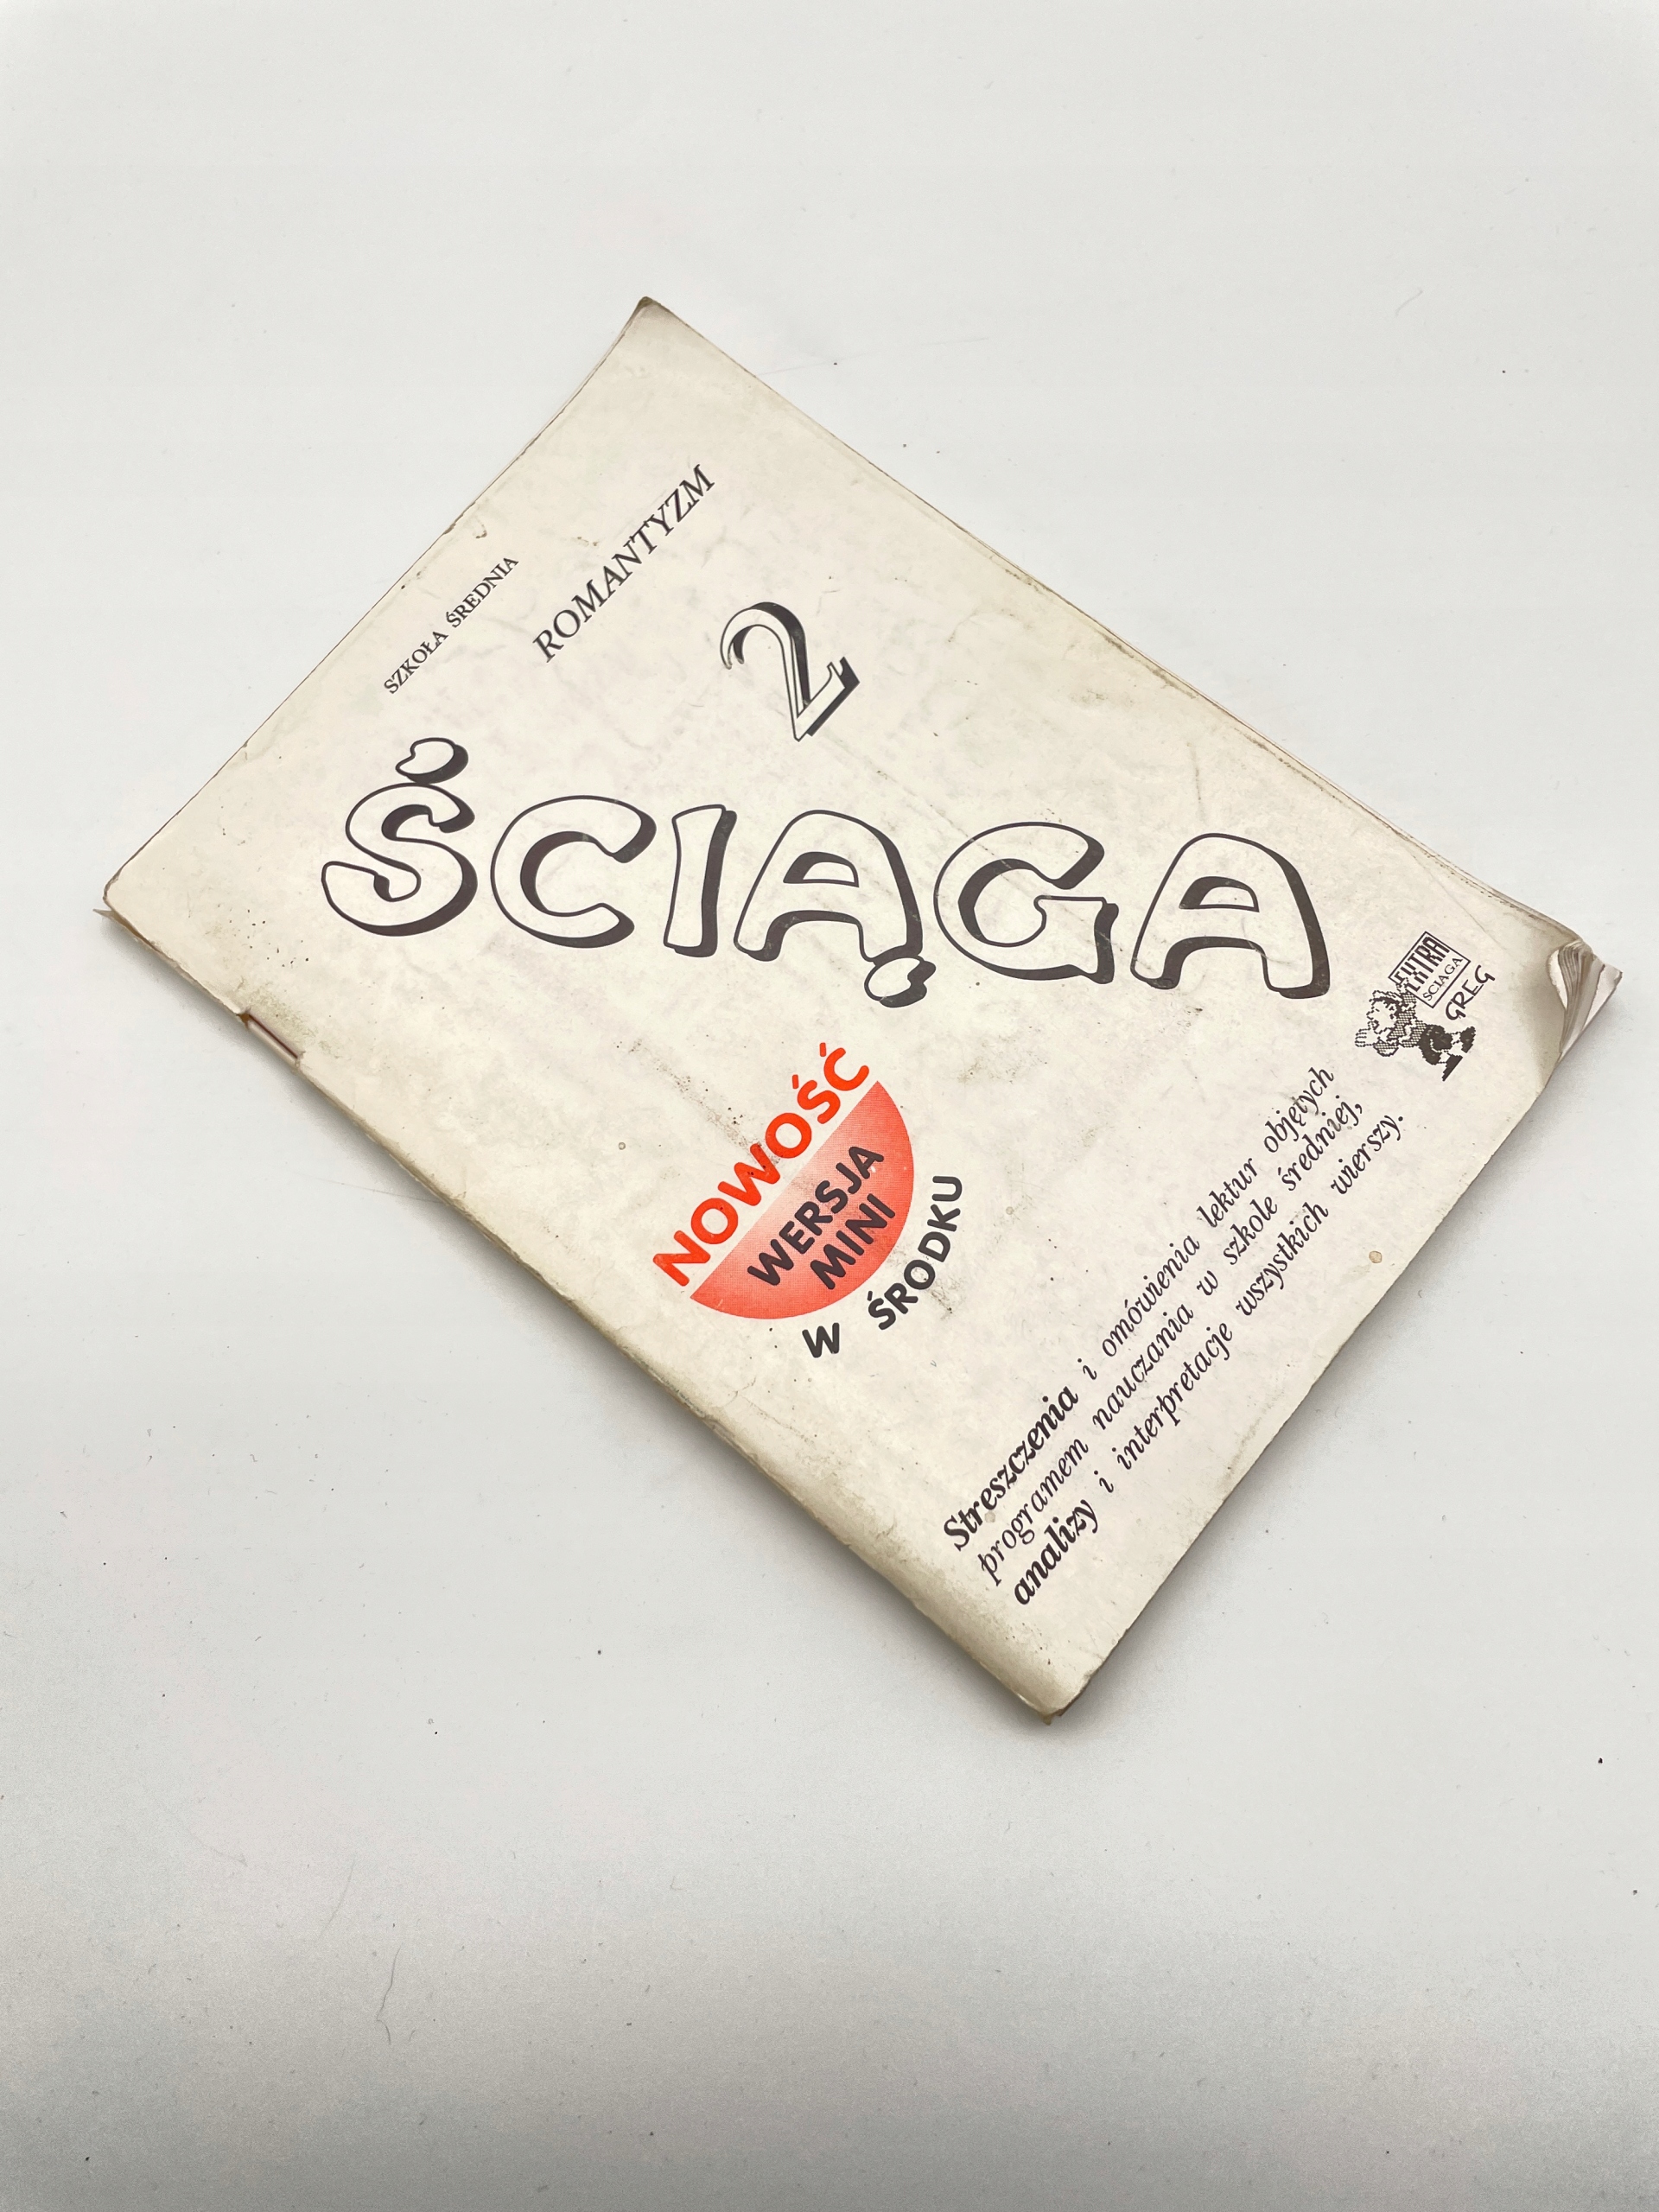 SZKOŁA ŚREDNIA
ROMANTYZM
2
ŚCIĄGA
NOWOŚĆ
WERSJA
MINI
W ŚRODKU
EXTRA
ŚCIĄGA
GREG
Streszczenia i omówienia lektur objętych
programem nauczania w szkole średniej,
analizy i interpretacje wszystkich wierszy.